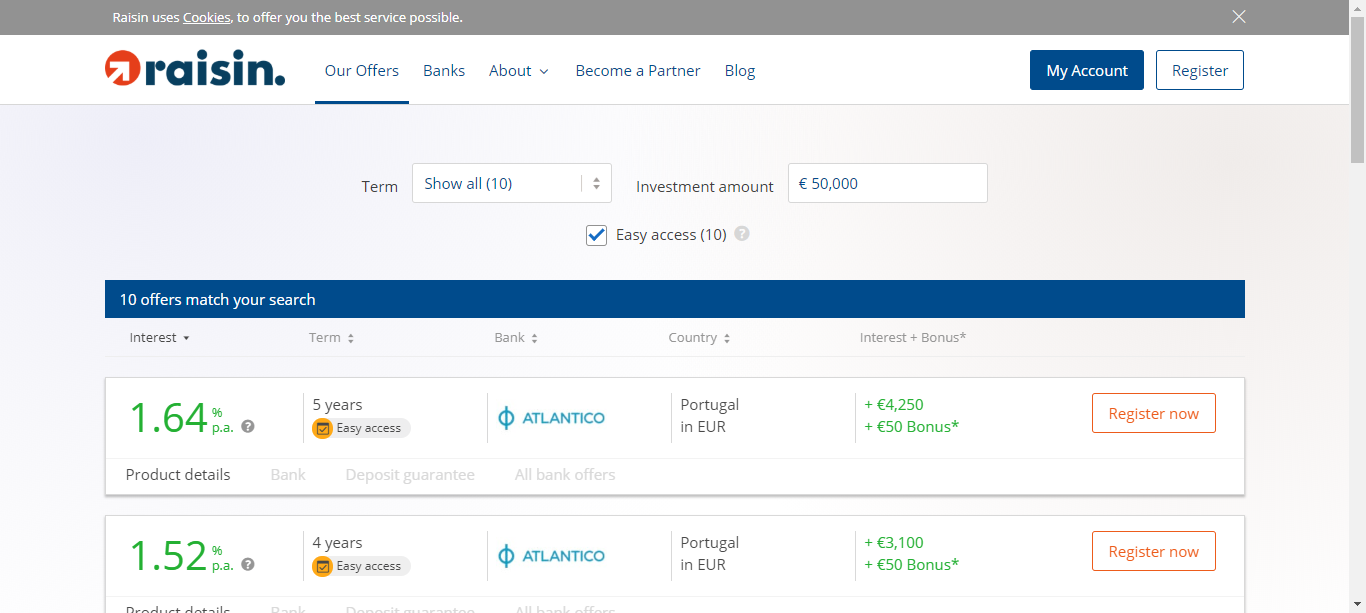 Raisin uses Cookies, to offer you the best service possible.
raisin.
Our Offers Banks About Become a Partner Blog My Account Register
Term Show all (10) Investment amount € 50,000
Easy access (10) ?
10 offers match your search
Interest Term Bank Country Interest + Bonus*
1.64 % p.a. ?
5 years
Easy access
ATLANTICO
Portugal
in EUR
+ €4,250
+ €50 Bonus*
Register now
Product details Bank Deposit guarantee All bank offers
1.52 % p.a. ?
4 years
Easy access
ATLANTICO
Portugal
in EUR
+ €3,100
+ €50 Bonus*
Register now
Product details Bank Deposit guarantee All bank offers